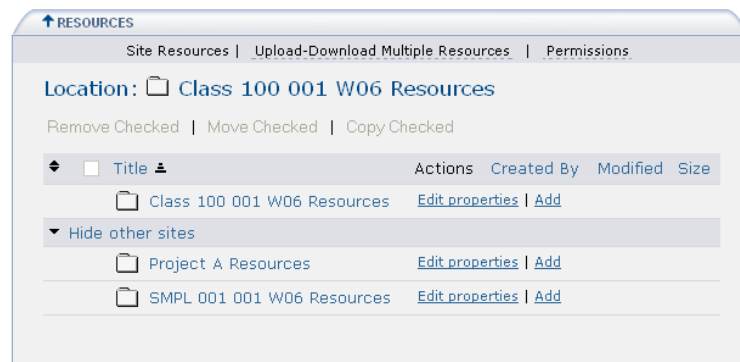 RESOURCES
Site Resources | Upload-Download Multiple Resources | Permissions
Location: Class 100 001 W06 Resources
Remove Checked | Move Checked | Copy Checked
Title Actions Created By Modified Size
Class 100 001 W06 Resources Edit properties | Add
Hide other sites
Project A Resources Edit properties | Add
SMPL 001 001 W06 Resources Edit properties | Add